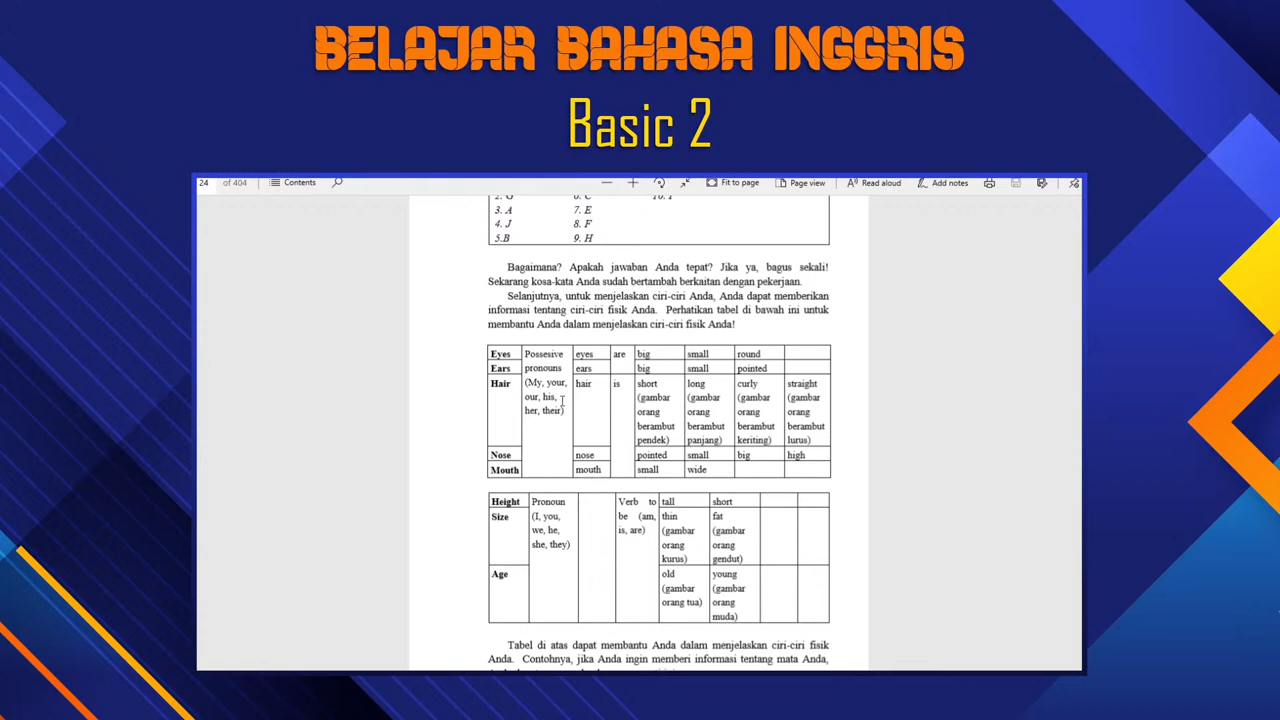 BELAJAR BAHASA INGGRIS
Basic 2
24 of 404 Contents Fit to page Page view Read aloud Add notes
3. A 7. E
4. J 8. F
5.B 9. H
Bagaimana? Apakah jawaban Anda tepat? Jika ya, bagus sekali!
Sekarang kosa-kata Anda sudah bertambah berkaitan dengan pekerjaan.
Selanjutnya, untuk menjelaskan ciri-ciri Anda, Anda dapat memberikan
informasi tentang ciri-ciri fisik Anda. Perhatikan tabel di bawah ini untuk
membantu Anda dalam menjelaskan ciri-ciri fisik Anda!
Eyes Possesive eyes are big small round
Ears pronouns ears big small pointed
Hair (My, your, hair is short long curly straight
our, his, (gambar (gambar (gambar (gambar
her, their) orang orang orang orang
berambut berambut berambut berambut
pendek) panjang) keriting) lurus)
Nose nose pointed small big high
Mouth mouth small wide
Height Pronoun Verb to tall short
Size (I, you, be (am, thin fat
we, he, is, are) (gambar (gambar
she, they) orang orang
kurus) gendut)
Age old young
(gambar (gambar
orang tua) orang
muda)
Tabel di atas dapat membantu Anda dalam menjelaskan ciri-ciri fisik
Anda. Contohnya, jika Anda ingin memberi informasi tentang mata Anda,